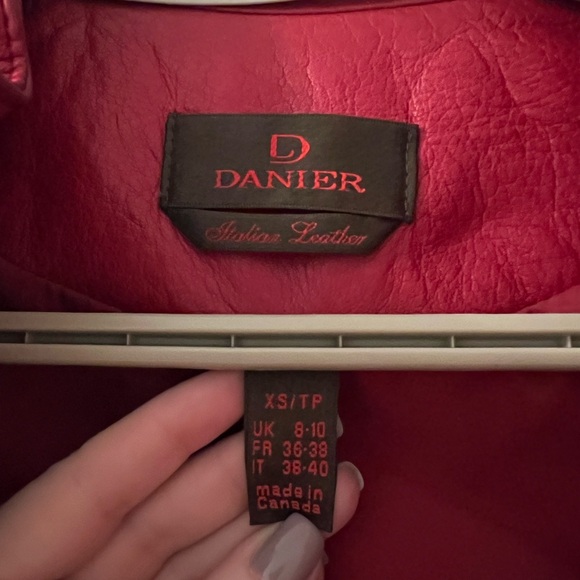 D
DANIER
Italian Leather
XS/TP
UK 8-10
FR 36-38
IT 38-40
made in
Canada